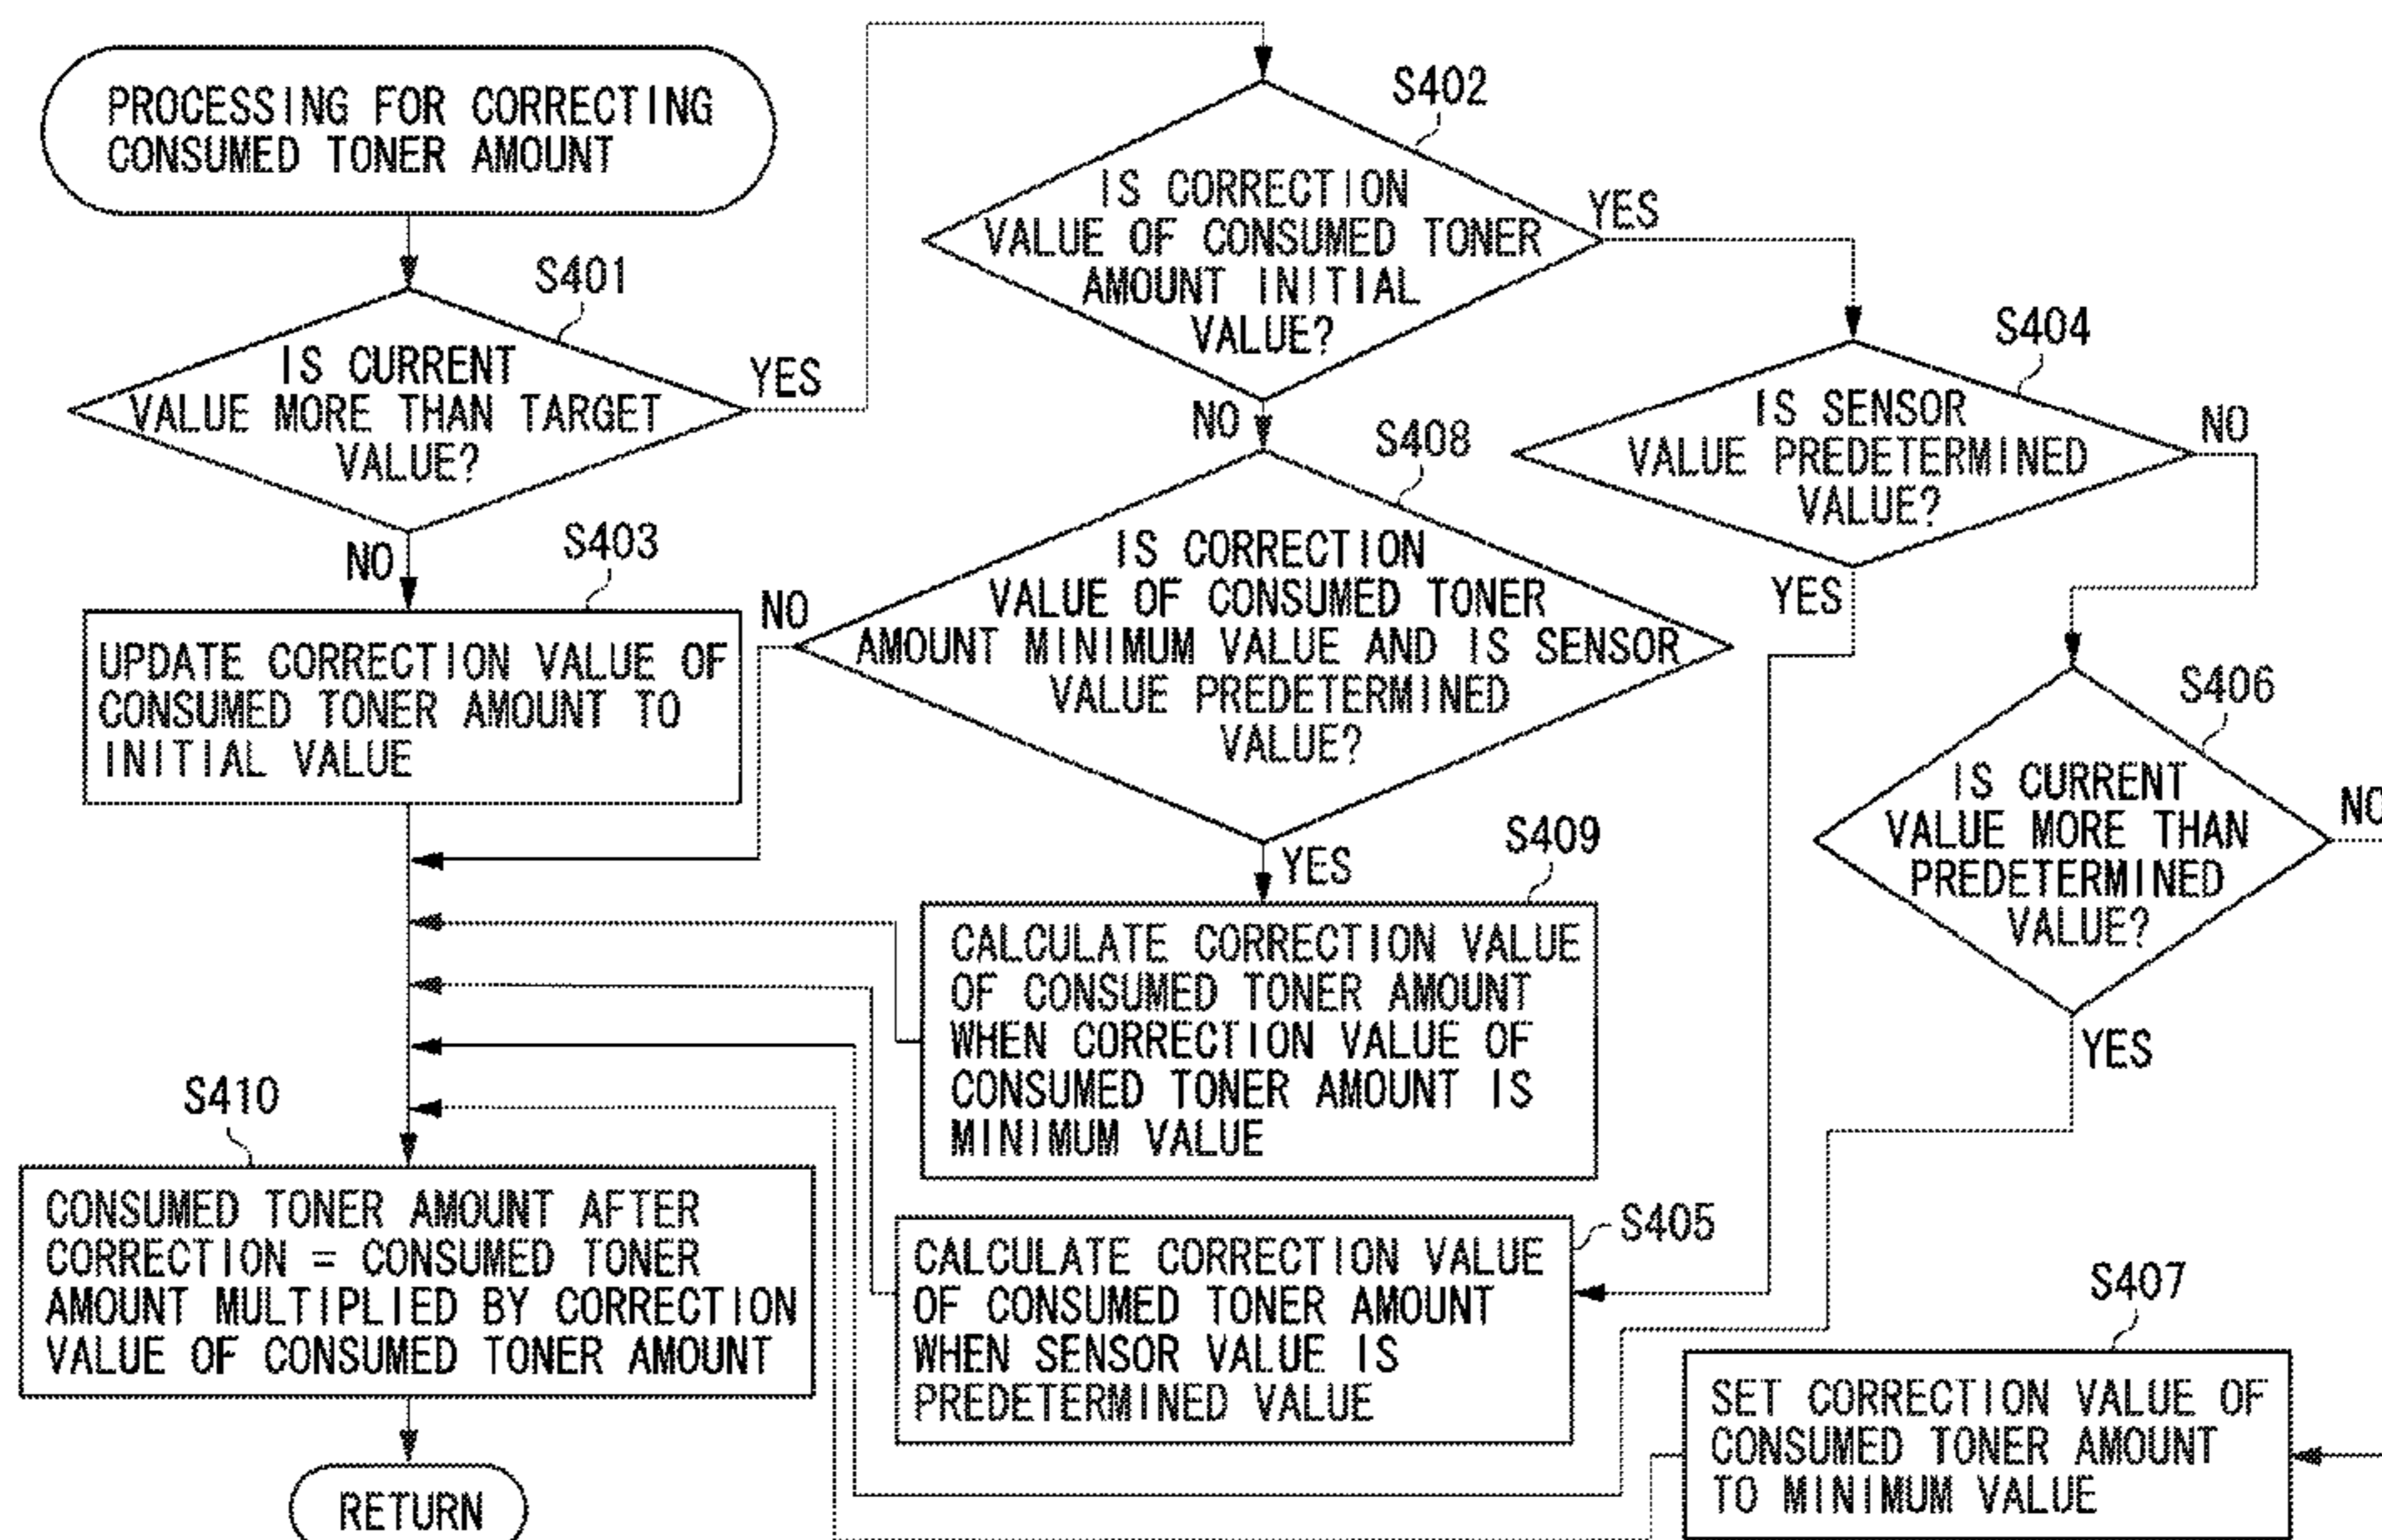 PROCESSING FOR CORRECTING
CONSUMED TONER AMOUNT
S401
IS CURRENT
VALUE MORE THAN TARGET
VALUE?
YES
NO
S402
IS CORRECTION
VALUE OF CONSUMED TONER
AMOUNT INITIAL
VALUE?
YES
NO
S403
UPDATE CORRECTION VALUE OF
CONSUMED TONER AMOUNT TO
INITIAL VALUE
S404
IS SENSOR
VALUE PREDETERMINED
VALUE?
NO
YES
S408
IS CORRECTION
VALUE OF CONSUMED TONER
AMOUNT MINIMUM VALUE AND IS SENSOR
VALUE PREDETERMINED
VALUE?
NO
YES
S406
IS CURRENT
VALUE MORE THAN
PREDETERMINED
VALUE?
NO
YES
S409
CALCULATE CORRECTION VALUE
OF CONSUMED TONER AMOUNT
WHEN CORRECTION VALUE OF
CONSUMED TONER AMOUNT IS
MINIMUM VALUE
S405
CALCULATE CORRECTION VALUE
OF CONSUMED TONER AMOUNT
WHEN SENSOR VALUE IS
PREDETERMINED VALUE
S407
SET CORRECTION VALUE OF
CONSUMED TONER AMOUNT
TO MINIMUM VALUE
S410
CONSUMED TONER AMOUNT AFTER
CORRECTION = CONSUMED TONER
AMOUNT MULTIPLIED BY CORRECTION
VALUE OF CONSUMED TONER AMOUNT
RETURN